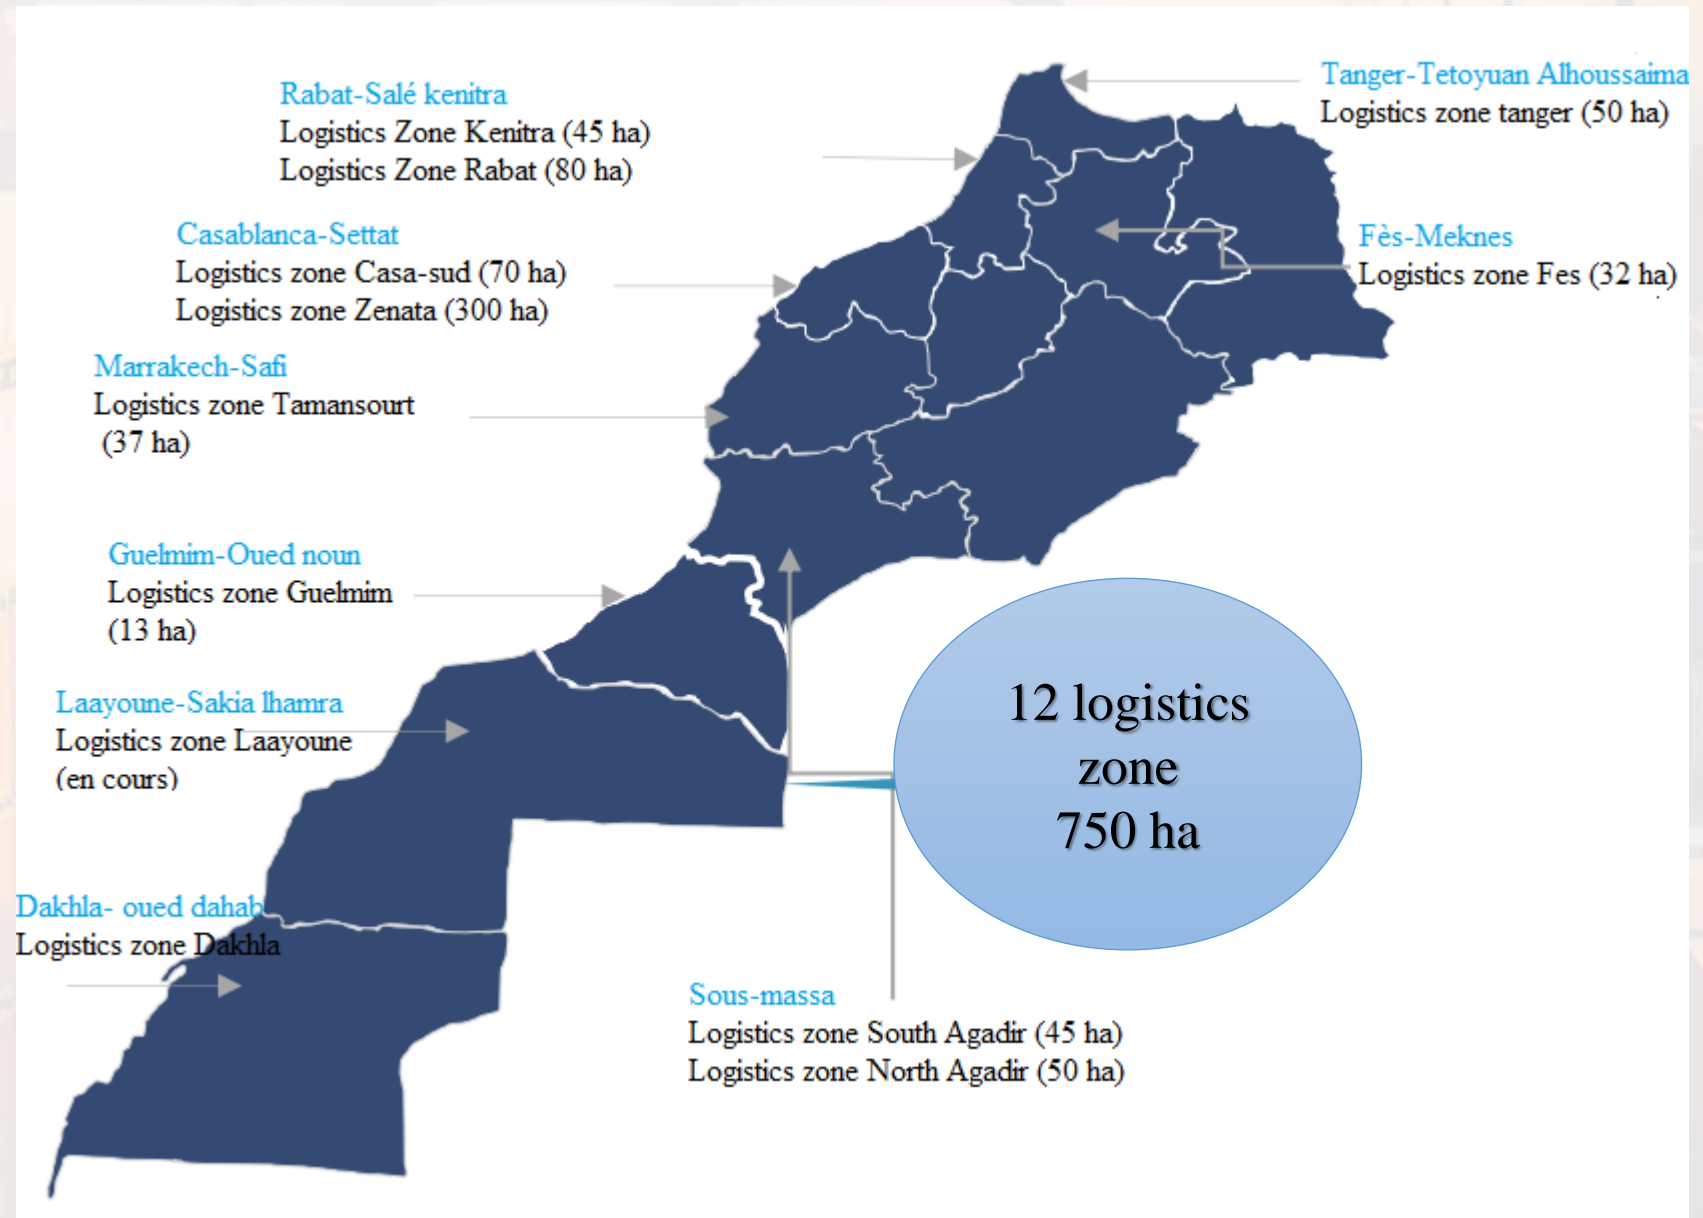 Rabat-Salé kenitra
Logistics Zone Kenitra (45 ha)
Logistics Zone Rabat (80 ha)
Tanger-Tetoyuan Alhoussaima
Logistics zone tanger (50 ha)
Casablanca-Settat
Logistics zone Casa-sud (70 ha)
Logistics zone Zenata (300 ha)
Fès-Meknes
Logistics zone Fes (32 ha)
Marrakech-Safi
Logistics zone Tamansourt
(37 ha)
Guelmim-Oued noun
Logistics zone Guelmim
(13 ha)
Laayoune-Sakia lhamra
Logistics zone Laayoune
(en cours)
12 logistics
zone
750 ha
Dakhla- oued dahab
Logistics zone Dakhla
Sous-massa
Logistics zone South Agadir (45 ha)
Logistics zone North Agadir (50 ha)